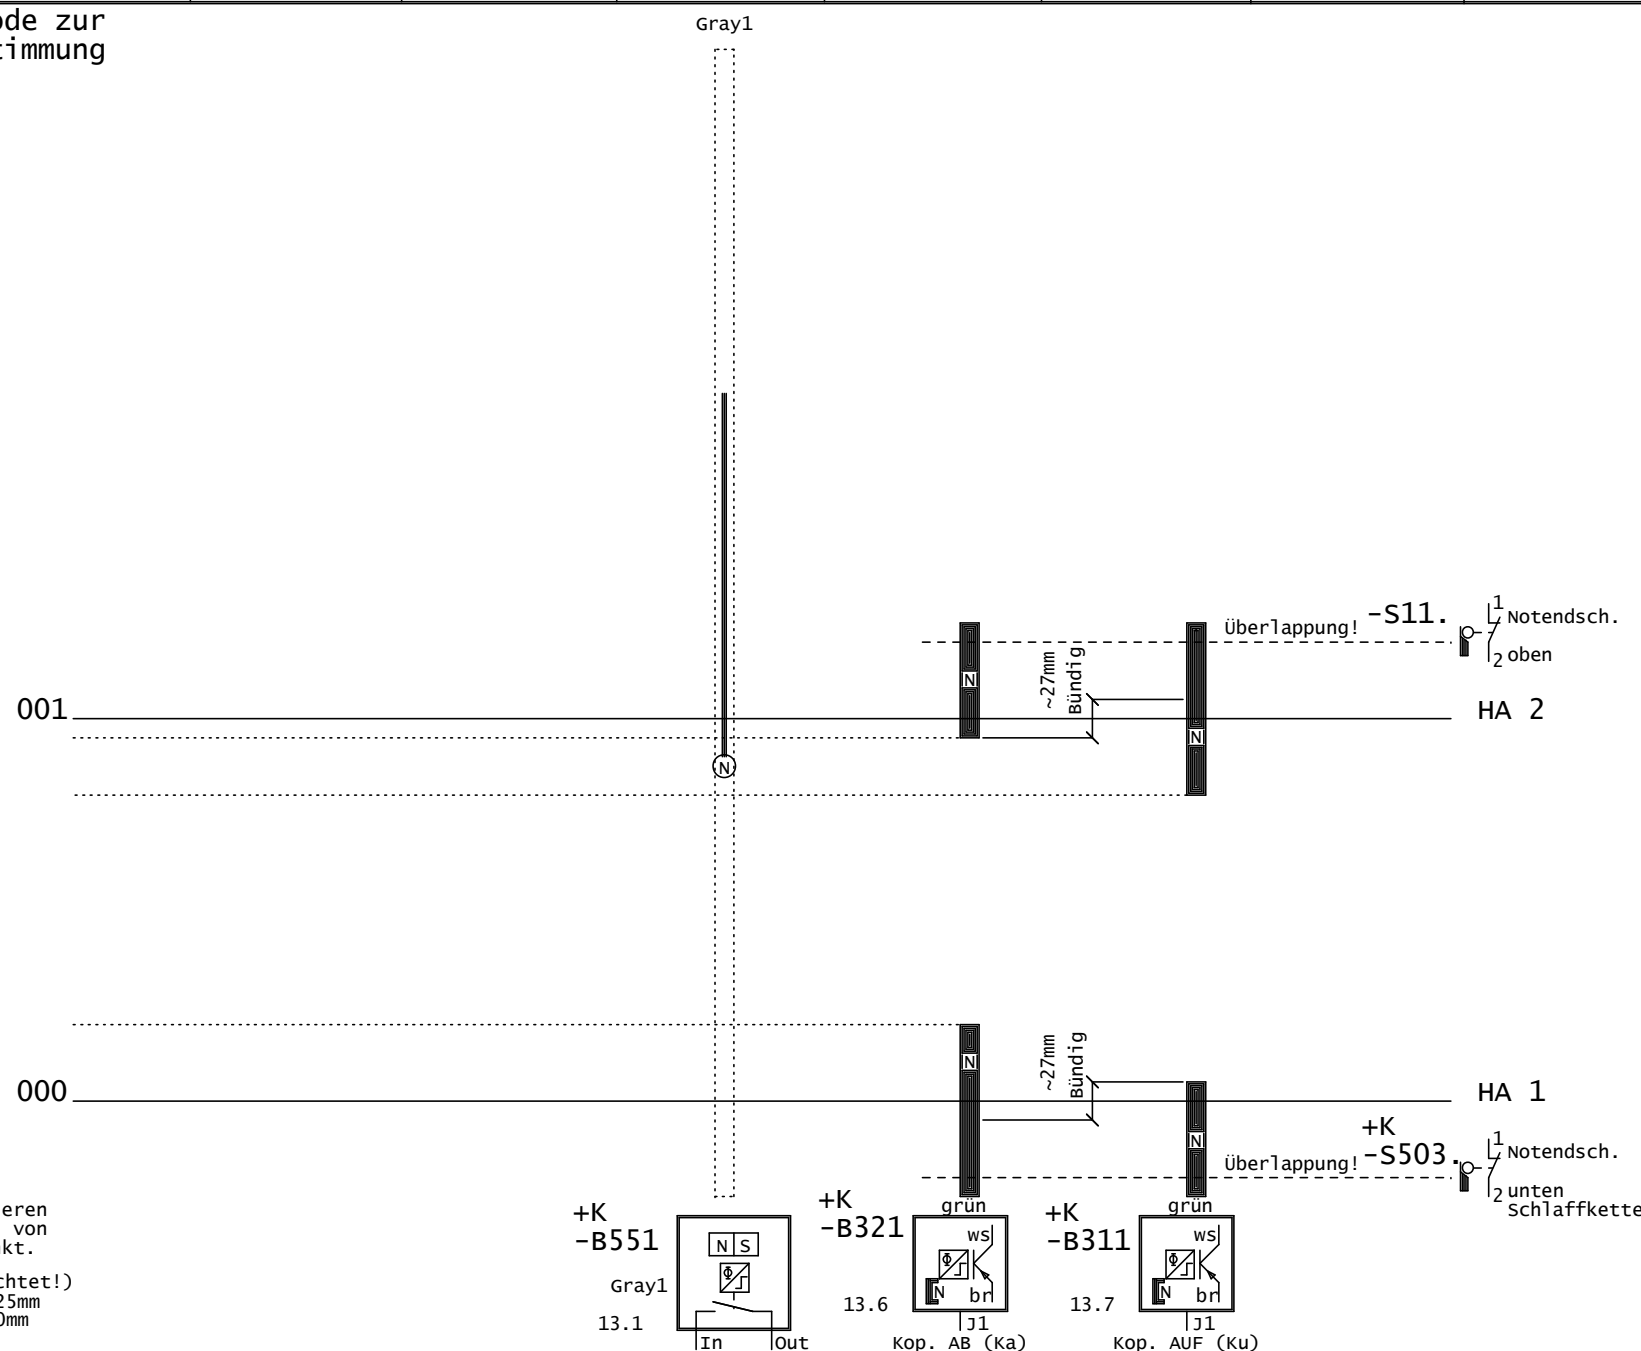 ode zur
timmung
Gray1
-S11.
1
Notendsch.
Überlappung!
2 oben
N
~27mm
Bündig
001
HA 2
N
N
N
~27mm
Bündig
000
HA 1
+K
-S503.
1
Notendsch.
N
Überlappung!
2 unten
Schlaffkette
eren
von
kt.
chtet!)
25mm
0mm
+K
-B551
N S
Gray1
13.1
In
Out
grün
+K
-B321
ws
N
br
13.6
J1
Kop. AB (Ka)
grün
+K
-B311
ws
N
br
13.7
J1
Kop. AUF (Ku)